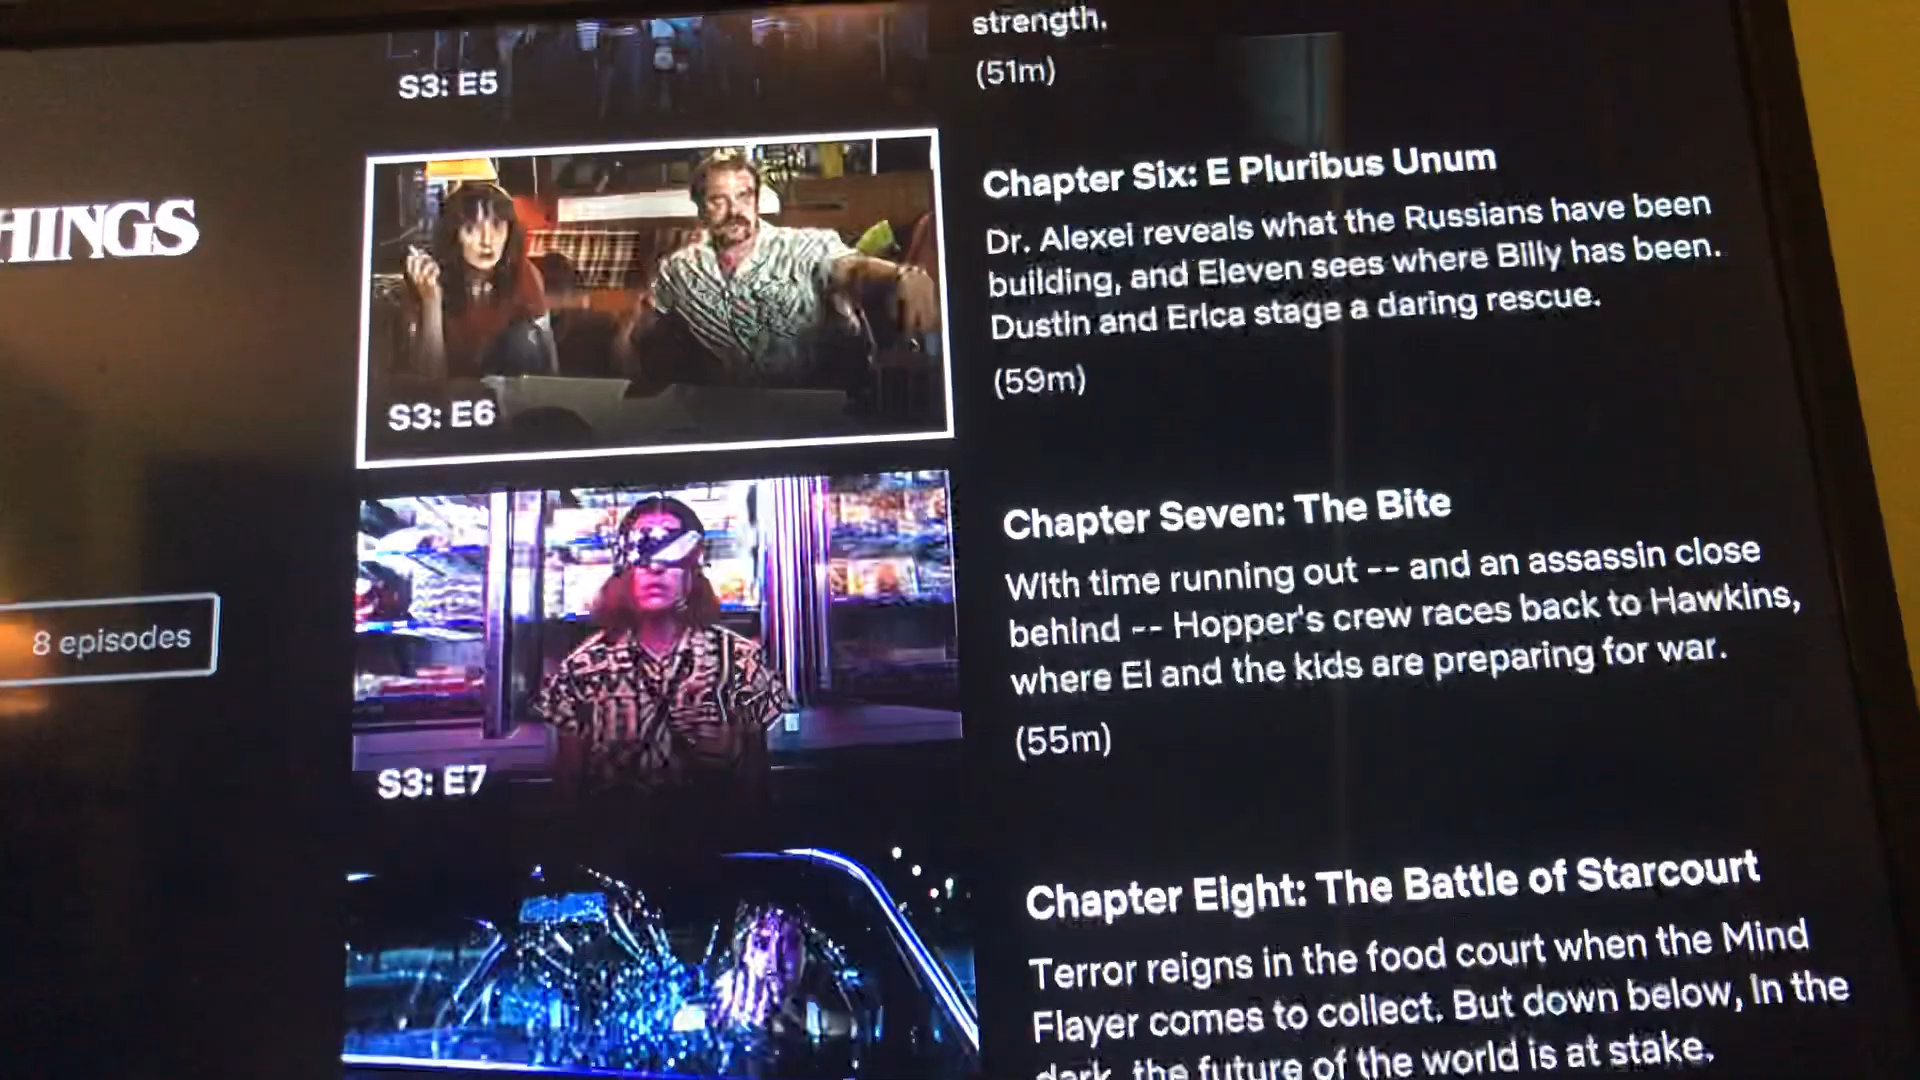 strength.
(51m)
S3: E5
Chapter Six: E Pluribus Unum
Dr. Alexei reveals what the Russians have been
building, and Eleven sees where Billy has been.
Dustin and Erica stage a daring rescue.
(59m)
S3: E6
HINGS
8 episodes
Chapter Seven: The Bite
With time running out -- and an assassin close
behind -- Hopper's crew races back to Hawkins,
where El and the kids are preparing for war.
(55m)
S3: E7
Chapter Eight: The Battle of Starcourt
Terror reigns in the food court when the Mind
Flayer comes to collect. But down below, in the
dark, the future of the world is at stake.